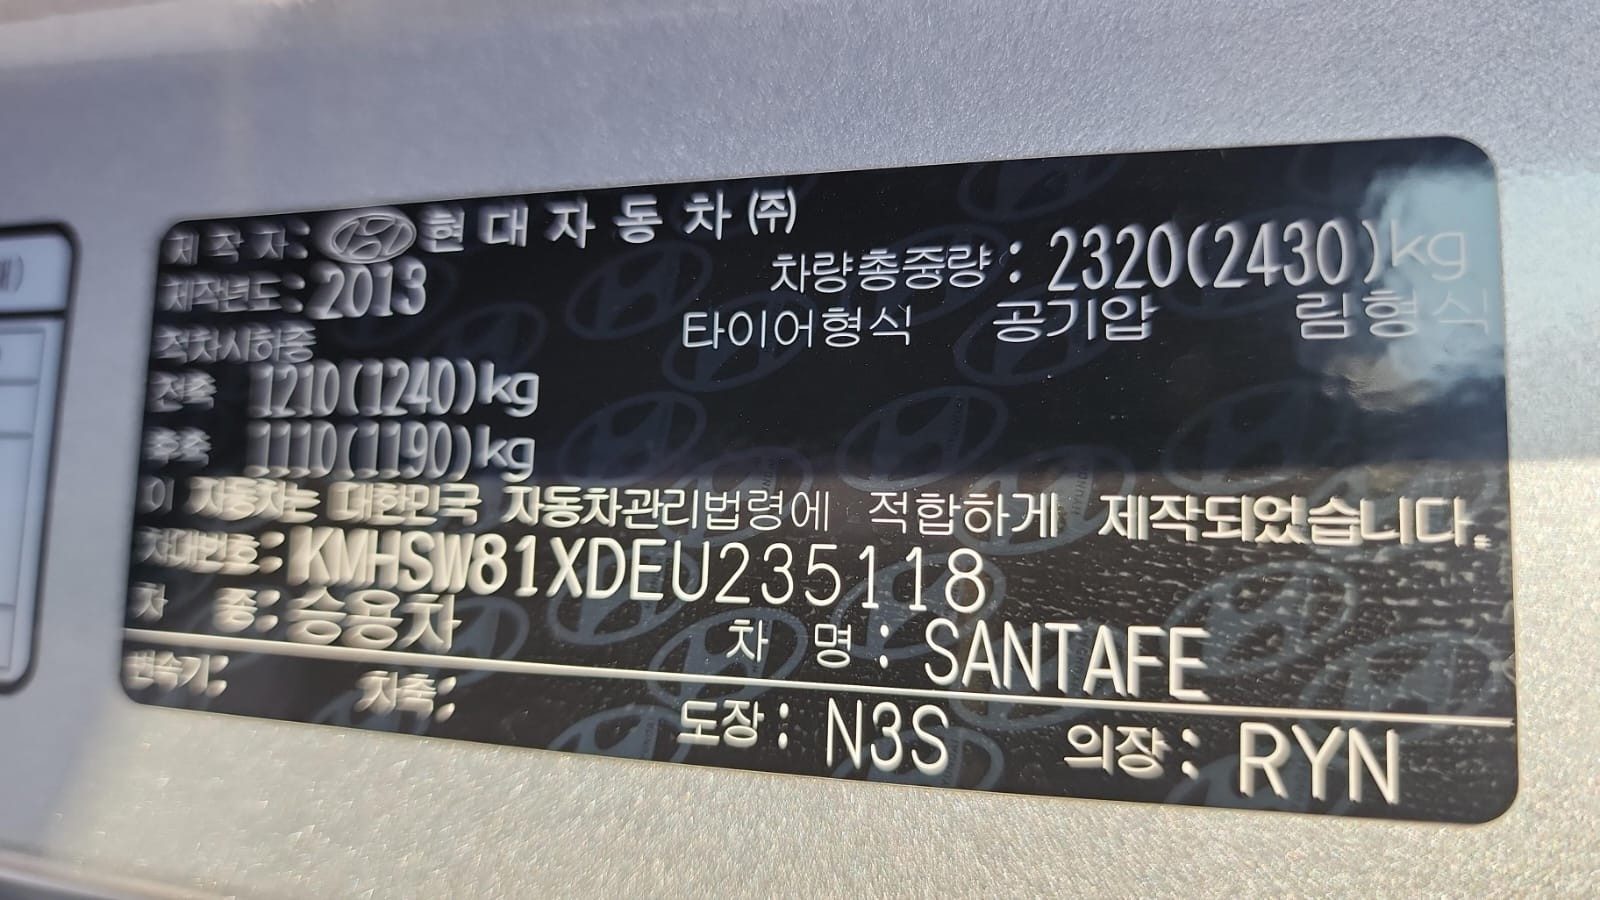 제 작 자 : HYUNDAI 현 대 자 동 차 (주)
제작년도 : 2013
차량총중량 : 2320(2430)kg
적차시하중
타이어형식 공기압 림형식
전축 1210(1240)kg
후축 1110(1190)kg
이 자동차는 대한민국 자동차관리법령에 적합하게 제작되었습니다.
차대번호: KMHSW81XDEU235118
차 종: 승용차
차 명 : SANTAFE
변속기: 차축: 도장: N3S 의장: RYN